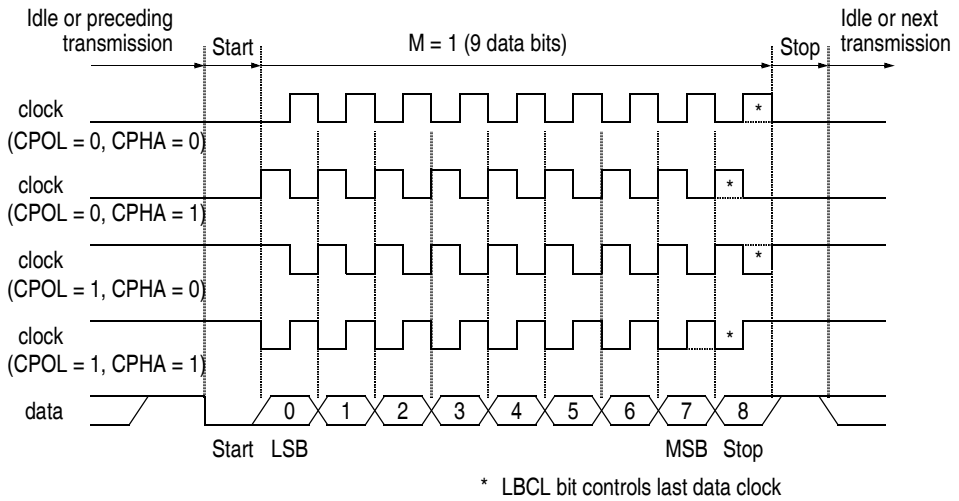 Idle or preceding
transmission
Start
M = 1 (9 data bits)
Stop
Idle or next
transmission
clock
(CPOL = 0, CPHA = 0)
*
clock
(CPOL = 0, CPHA = 1)
*
clock
(CPOL = 1, CPHA = 0)
*
clock
(CPOL = 1, CPHA = 1)
*
data
0 1 2 3 4 5 6 7 8
Start LSB MSB Stop
* LBCL bit controls last data clock